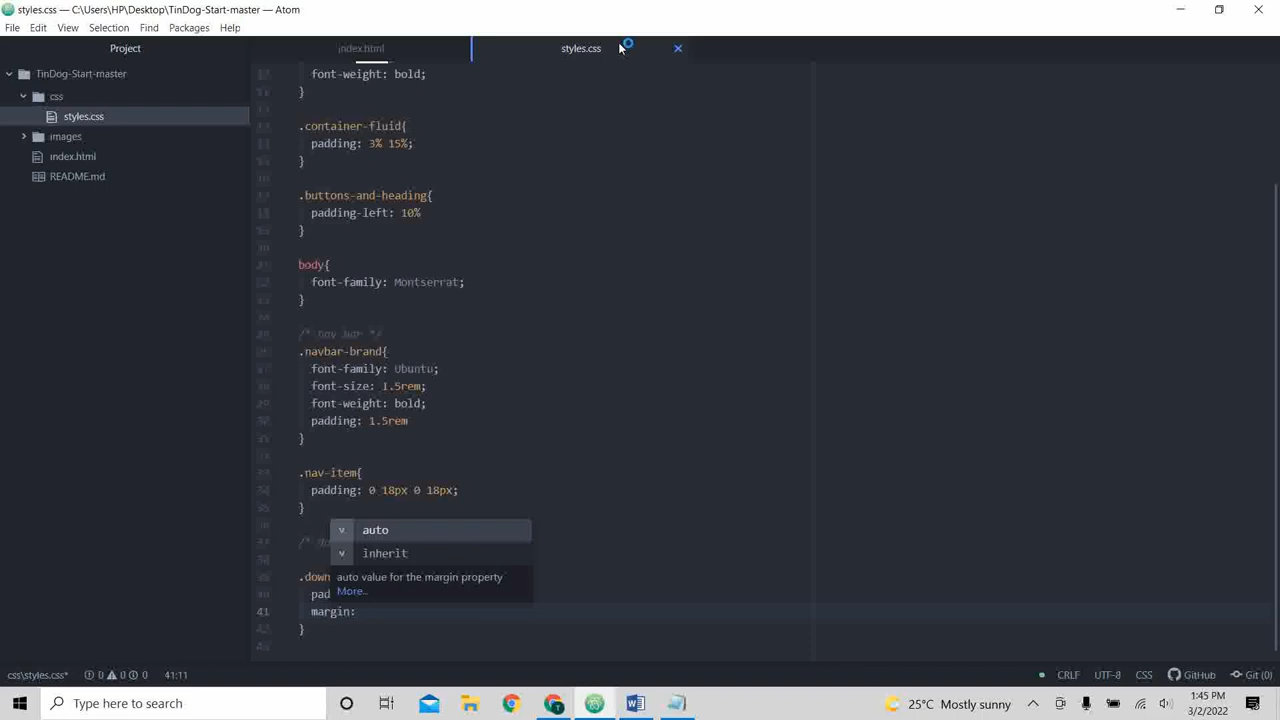 styles.css — C:\Users\HP\Desktop\TinDog-Start-master — Atom
File Edit View Selection Find Packages Help
Project
index.html
styles.css
TinDog-Start-master
css
styles.css
images
index.html
README.md
font-weight: bold;
}
.container-fluid{
padding: 3% 15%;
}
.buttons-and-heading{
padding-left: 10%
}
body{
font-family: Montserrat;
}
/* nav bar */
.navbar-brand{
font-family: Ubuntu;
font-size: 1.5rem;
font-weight: bold;
padding: 1.5rem
}
.nav-item{
padding: 0 18px 0 18px;
}
/*
auto
inherit
auto value for the margin property
More..
.down
pad
41 margin:
}
css\styles.css* 0 0 0 41:11
CRLF UTF-8 CSS GitHub Git (0)
Type here to search
25°C Mostly sunny
1:45 PM
3/2/2022